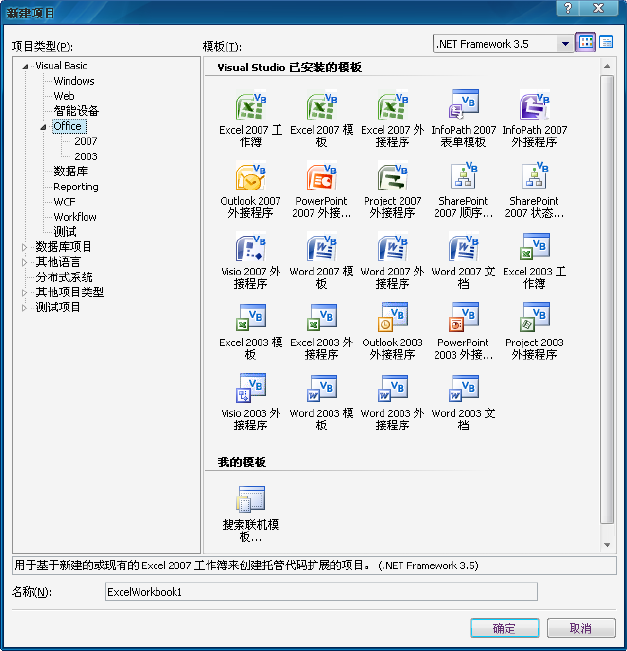 新建项目
项目类型(P):
模板(T):
.NET Framework 3.5
Visual Basic
Windows
Web
智能设备
Office
2007
2003
数据库
Reporting
WCF
Workflow
测试
数据库项目
其他语言
分布式系统
其他项目类型
测试项目
Visual Studio 已安装的模板
Excel 2007 工
作簿
Excel 2007 模
板
Excel 2007 外
接程序
InfoPath 2007
表单模板
InfoPath 2007
外接程序
Outlook 2007
外接程序
PowerPoint
2007 外接...
Project 2007
外接程序
SharePoint
2007 顺序...
SharePoint
2007 状态...
Visio 2007 外
接程序
Word 2007 模
板
Word 2007 外
接程序
Word 2007 文
档
Excel 2003 工
作簿
Excel 2003 模
板
Excel 2003 外
接程序
Outlook 2003
外接程序
PowerPoint
2003 外接...
Project 2003
外接程序
Visio 2003 外
接程序
Word 2003 模
板
Word 2003 外
接程序
Word 2003 文
档
我的模板
搜索联机模
板...
用于基于新建的或现有的 Excel 2007 工作簿来创建托管代码扩展的项目。 (.NET Framework 3.5)
名称(N):
ExcelWorkbook1
确定
取消